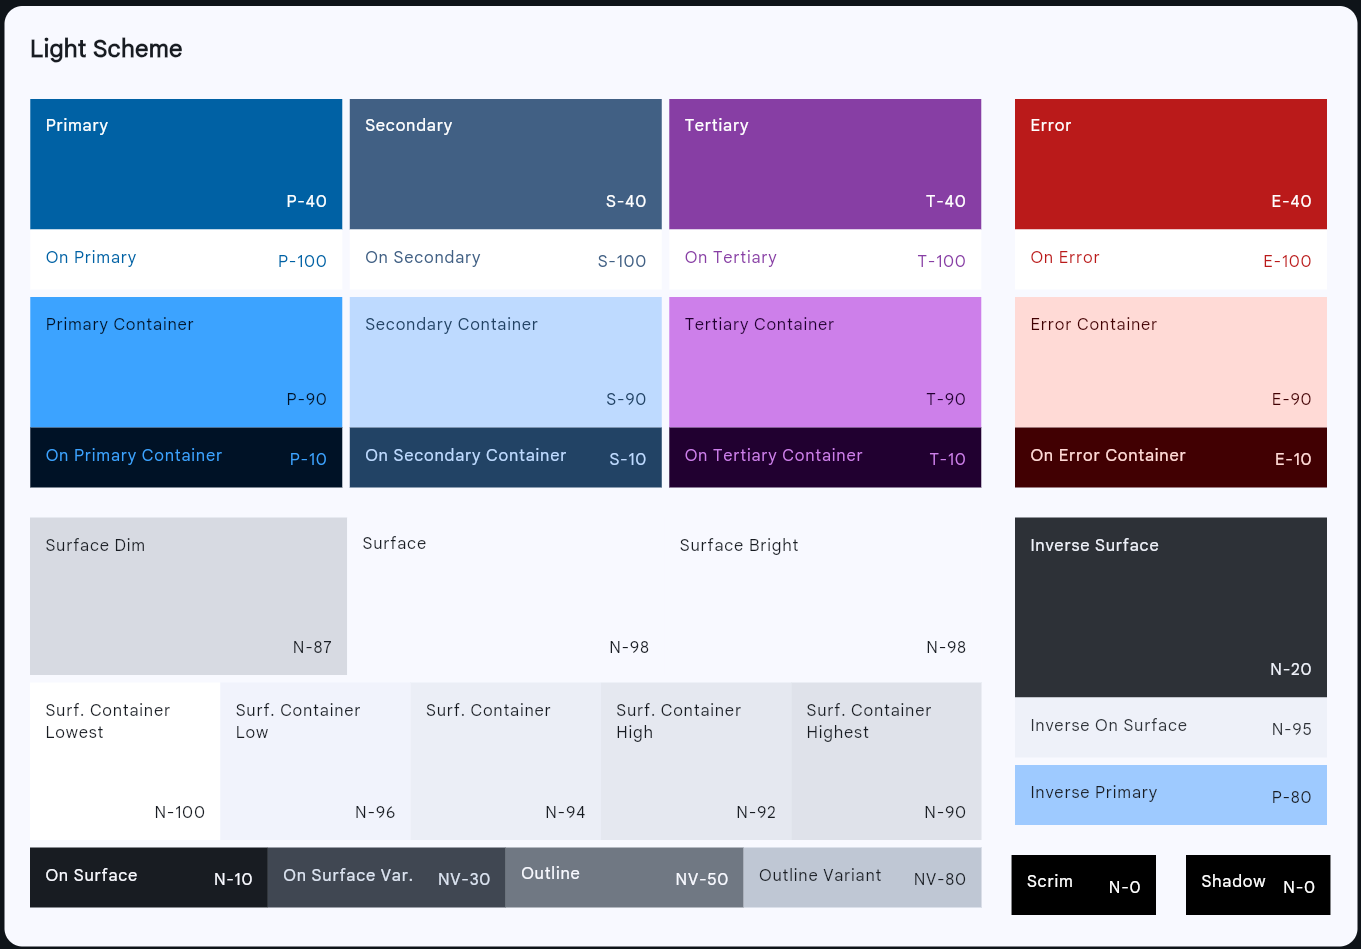 Light Scheme
Primary
P-40
Secondary
S-40
Tertiary
T-40
Error
E-40
On Primary
P-100
On Secondary
S-100
On Tertiary
T-100
On Error
E-100
Primary Container
P-90
Secondary Container
S-90
Tertiary Container
T-90
Error Container
E-90
On Primary Container
P-10
On Secondary Container
S-10
On Tertiary Container
T-10
On Error Container
E-10
Surface Dim
N-87
Surface
N-98
Surface Bright
N-98
Inverse Surface
N-20
Surf. Container
Lowest
N-100
Surf. Container
Low
N-96
Surf. Container
N-94
Surf. Container
High
N-92
Surf. Container
Highest
N-90
Inverse On Surface
N-95
Inverse Primary
P-80
On Surface
N-10
On Surface Var.
NV-30
Outline
NV-50
Outline Variant
NV-80
Scrim
N-0
Shadow
N-0